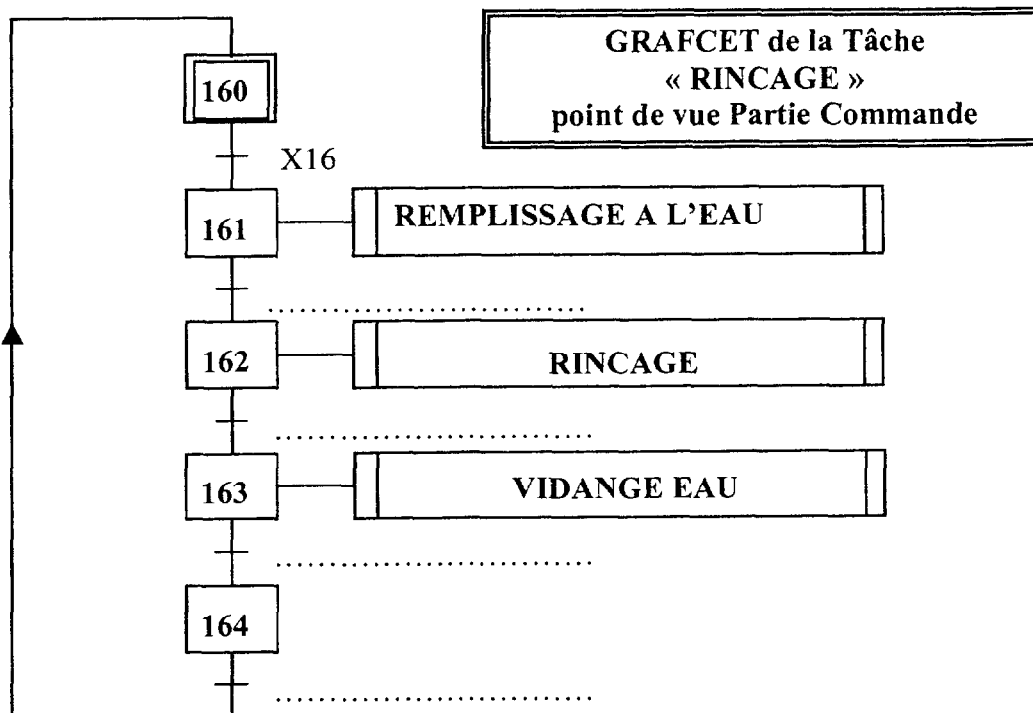 GRAFCET de la Tâche
« RINCAGE »
point de vue Partie Commande
160
X16
161
REMPLISSAGE A L'EAU
..............................
162
RINCAGE
..............................
163
VIDANGE EAU
..............................
164
..............................